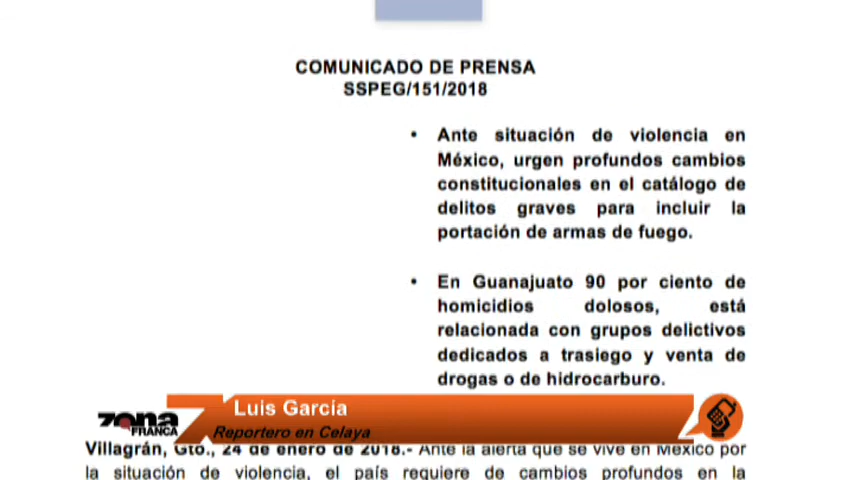 COMUNICADO DE PRENSA
SSPEG/151/2018
• Ante situación de violencia en
México, urgen profundos cambios
constitucionales en el catálogo de
delitos graves para incluir la
portación de armas de fuego.
• En Guanajuato 90 por ciento de
homicidios dolosos, está
relacionada con grupos delictivos
dedicados a trasiego y venta de
drogas o de hidrocarburo.
zona
FRANCA
Luis Garcia
Reportero en Celaya
Villagrán, Gto., 24 de enero de 2018.- Ante la alerta que se vive en México por
la situación de violencia, el país requiere de cambios profundos en la